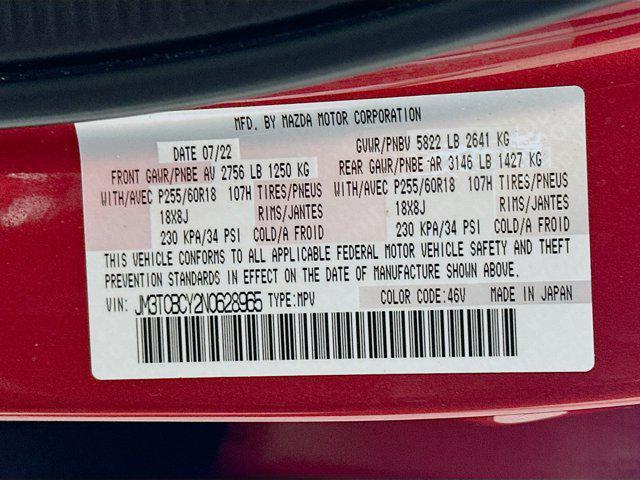 MFD. BY MAZDA MOTOR CORPORATION
DATE 07/22 GVWR/PNBV 5822 LB 2641 KG
FRONT GAWR/PNBE AV 2756 LB 1250 KG REAR GAWR/PNBE AR 3146 LB 1427 KG
WITH/AVEC P255/60R18 107H TIRES/PNEUS WITH/AVEC P255/60R18 107H TIRES/PNEUS
18X8J RIMS/JANTES 18X8J RIMS/JANTES
230 KPA/34 PSI COLD/A FROID 230 KPA/34 PSI COLD/A FROID
THIS VEHICLE CONFORMS TO ALL APPLICABLE FEDERAL MOTOR VEHICLE SAFETY AND THEFT
PREVENTION STANDARDS IN EFFECT ON THE DATE OF MANUFACTURE SHOWN ABOVE.
VIN: JM3TCBCY2N0628965 TYPE:MPV COLOR CODE:46V MADE IN JAPAN